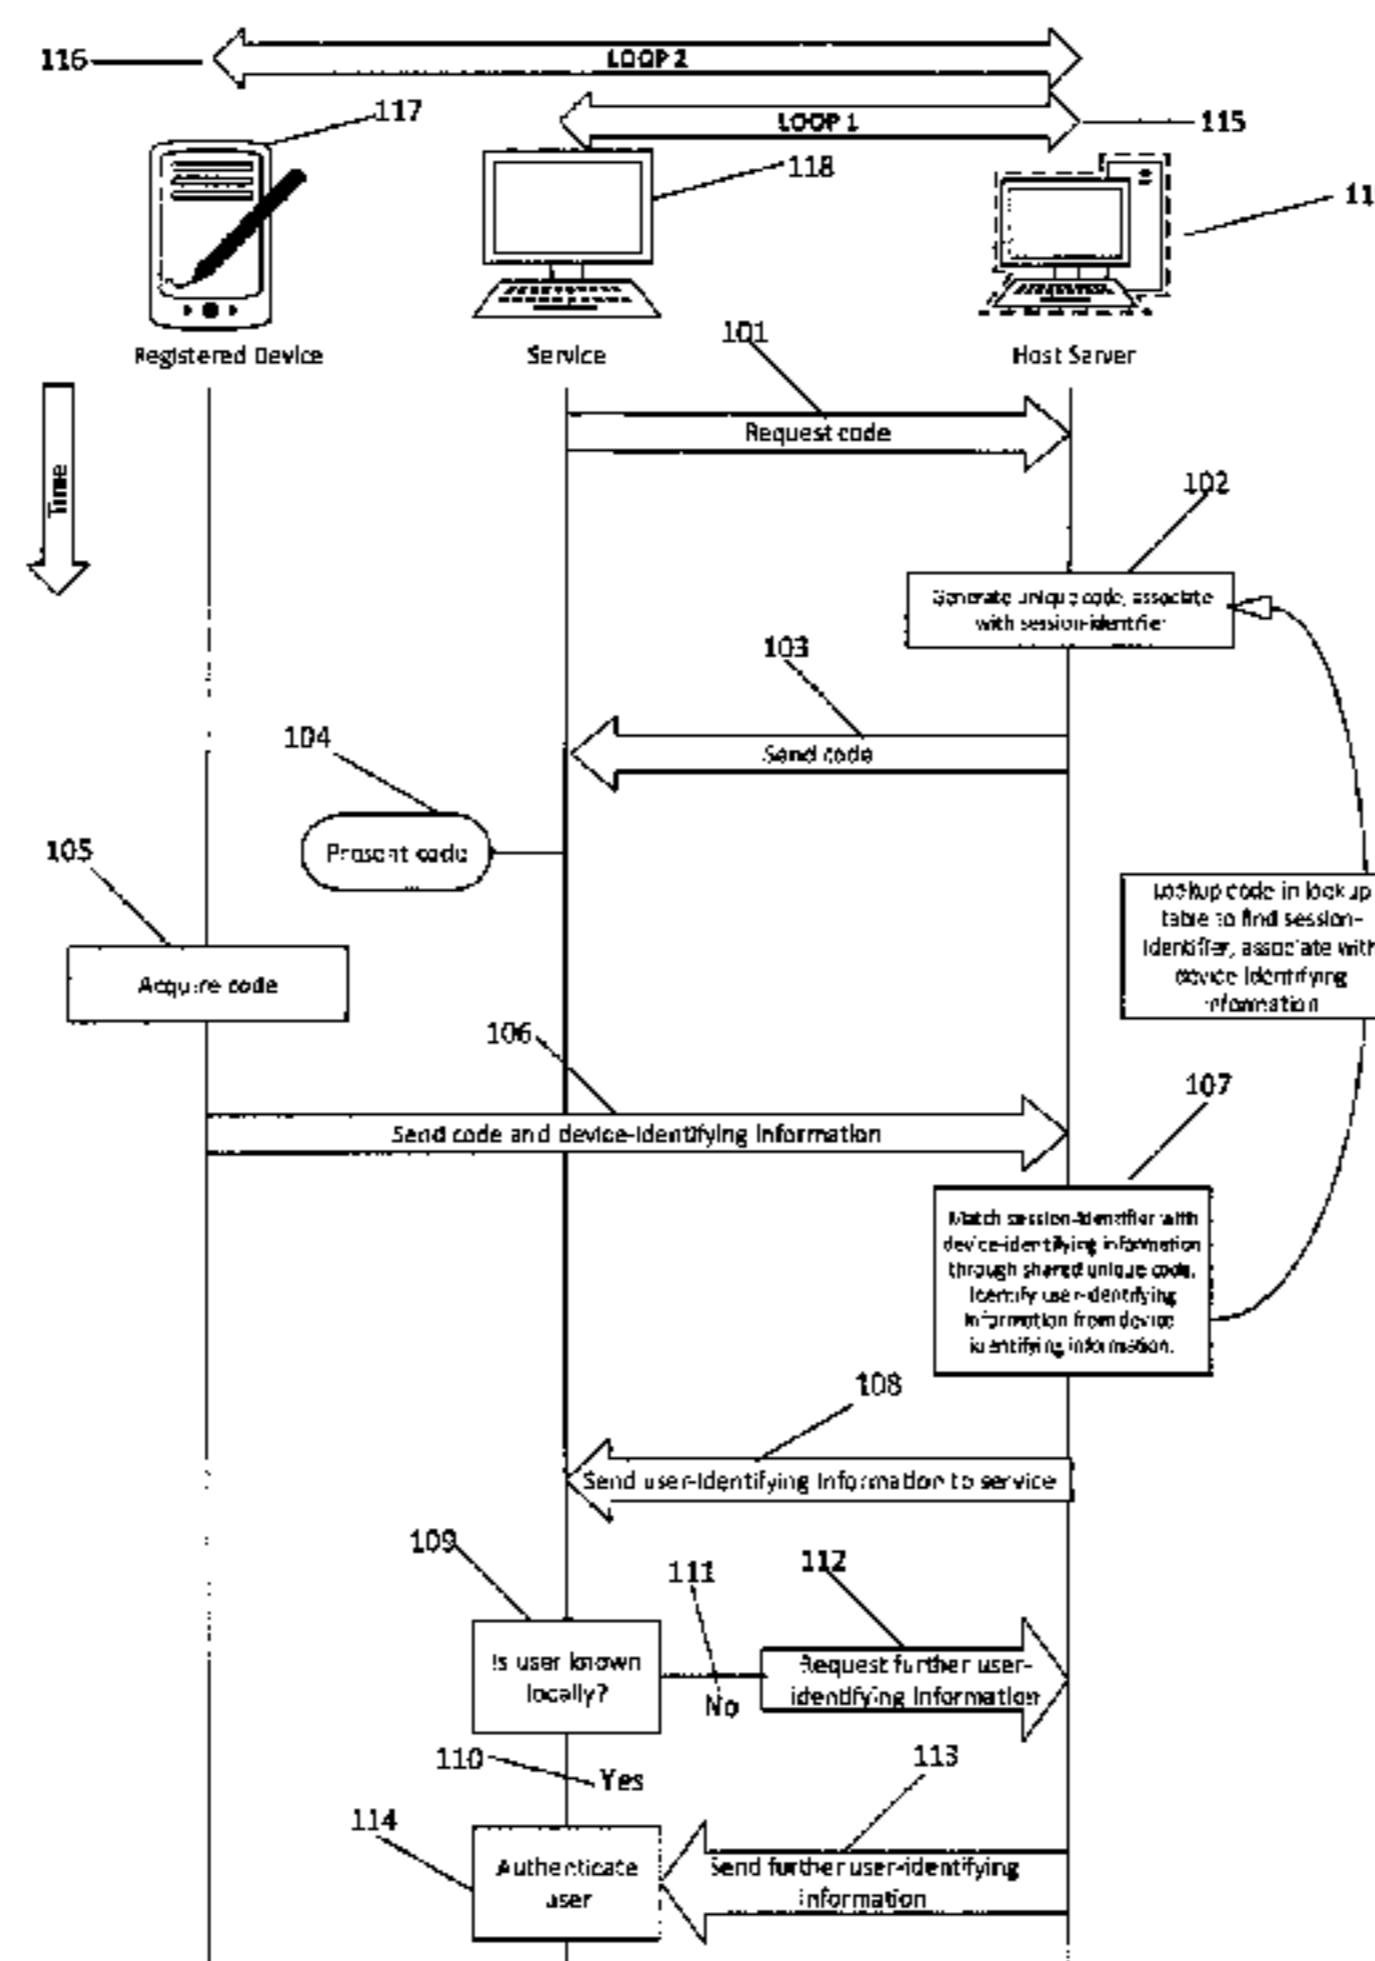 116
LOOP 2
117
LOOP 1
115
118
11
Registered Device
Service
Host Server
101
Request code
Time
102
Generate unique code, associate
with session-identifier
103
Send code
104
Present code
105
Acquire code
Lookup code in lookup
table to find session-
identifier, associate with
device identifying
information
106
Send code and device-identifying information
107
Match session-identifier with
device-identifying information
through shared unique code.
Identify user-identifying
information from device
identifying information.
108
Send user-identifying information to service
109
111
112
Is user known
locally?
No
Request further user-
identifying information
110
Yes
113
114
Authenticate
user
Send further user-identifying
information